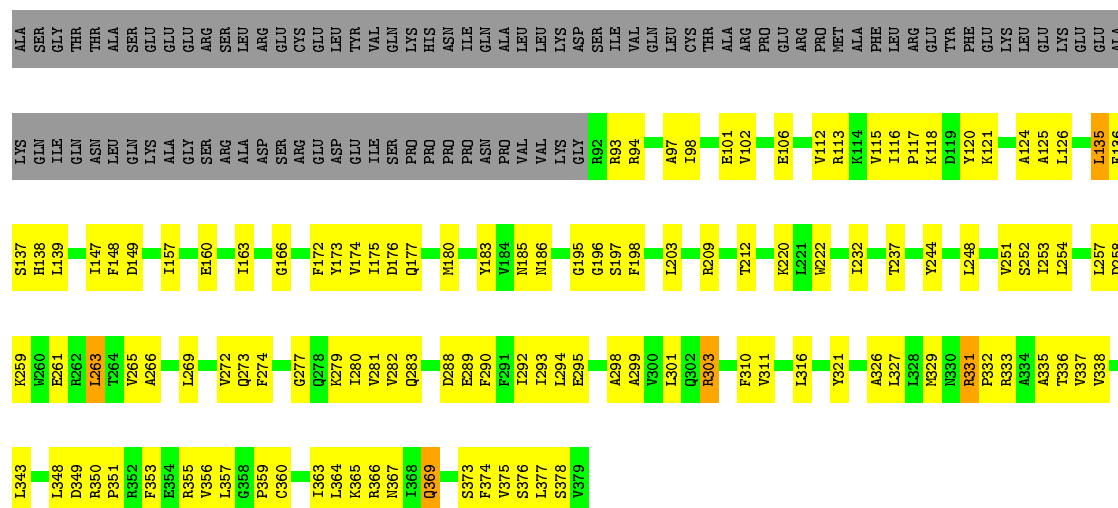 ALA SER GLY THR THR ALA SER GLU GLU GLU ARG SER LEU ARG GLU CYS GLU LEU TYR VAL GLN LYS HIS ASN ILE GLN ALA LEU LEU LYS ASP SER ILE VAL GLN LEU CYS THR ALA ARG PRO GLU ARG PRO MET ALA PHE LEU ARG GLU TYR PHE GLU LYS LEU GLU LYS GLU GLU ALA
LYS GLN ILE GLN ASN LEU GLN LYS ALA GLY SER ARG ALA ASP SER ARG GLU ASP GLU ILE SER PRO PRO PRO PRO ASN PRO VAL VAL LYS GLY R92 R93 R94 A97 I98 E101 V102 E106 V112 R113 K114 V115 I116 P117 K118 D119 Y120 K121 A124 A125 L126 L135 F136
S137 H138 L139 I147 F148 D149 I157 E160 I163 G166 F172 Y173 V174 I175 D176 Q177 M180 Y183 V184 N185 N186 G195 G196 S197 F198 L203 R209 T212 K220 L221 W222 I232 T237 Y244 L248 V251 S252 I253 L254 L257 D258
K259 W260 E261 R262 L263 T264 V265 A266 L269 V272 Q273 F274 G277 Q278 K279 I280 V281 V282 Q283 D288 E289 F290 F291 I292 I293 L294 E295 A298 A299 V300 L301 Q302 R303 F310 V311 L316 Y321 A326 L327 L328 M329 N330 R331 P332 R333 A334 A335 T336 V337 V338
L343 L348 D349 R350 P351 R352 F353 E354 R355 V356 L357 G358 P359 C360 I363 L364 K365 R366 N367 I368 Q369 S373 F374 V375 S376 L377 S378 V379